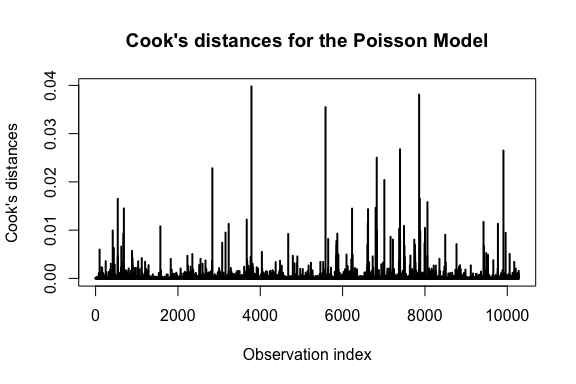 Cook's distances for the Poisson Model
Cook's distances
0.04
0.03
0.02
0.01
0.00
0 2000 4000 6000 8000 10000
Observation index